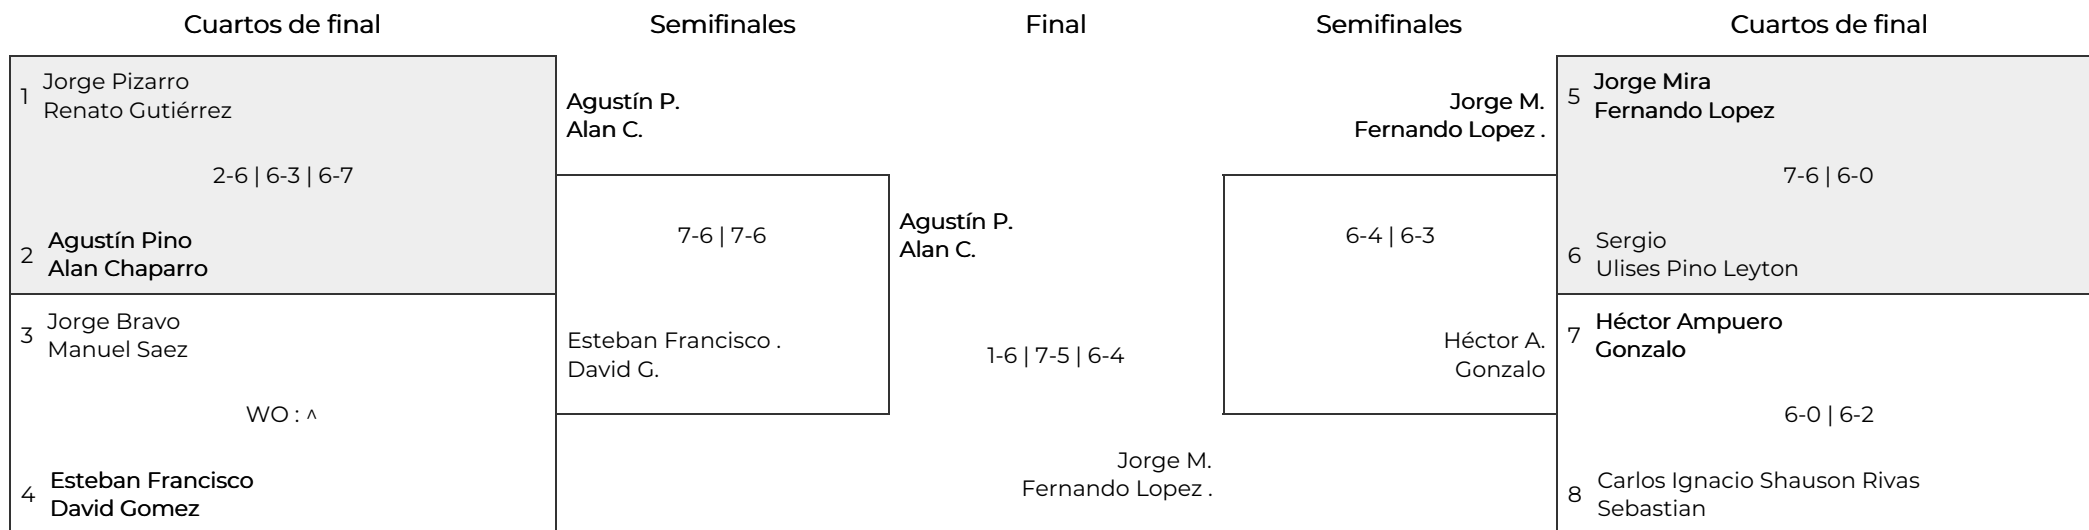 Cuartos de final
Semifinales
Final
Semifinales
Cuartos de final
1
Jorge Pizarro
Renato Gutiérrez
2-6 | 6-3 | 6-7
2
Agustín Pino
Alan Chaparro
3
Jorge Bravo
Manuel Saez
WO : ^
4
Esteban Francisco
David Gomez
Agustín P.
Alan C.
7-6 | 7-6
Esteban Francisco .
David G.
Agustín P.
Alan C.
1-6 | 7-5 | 6-4
Jorge M.
Fernando Lopez .
Jorge M.
Fernando Lopez .
6-4 | 6-3
Héctor A.
Gonzalo
5
Jorge Mira
Fernando Lopez
7-6 | 6-0
6
Sergio
Ulises Pino Leyton
7
Héctor Ampuero
Gonzalo
6-0 | 6-2
8
Carlos Ignacio Shauson Rivas
Sebastian